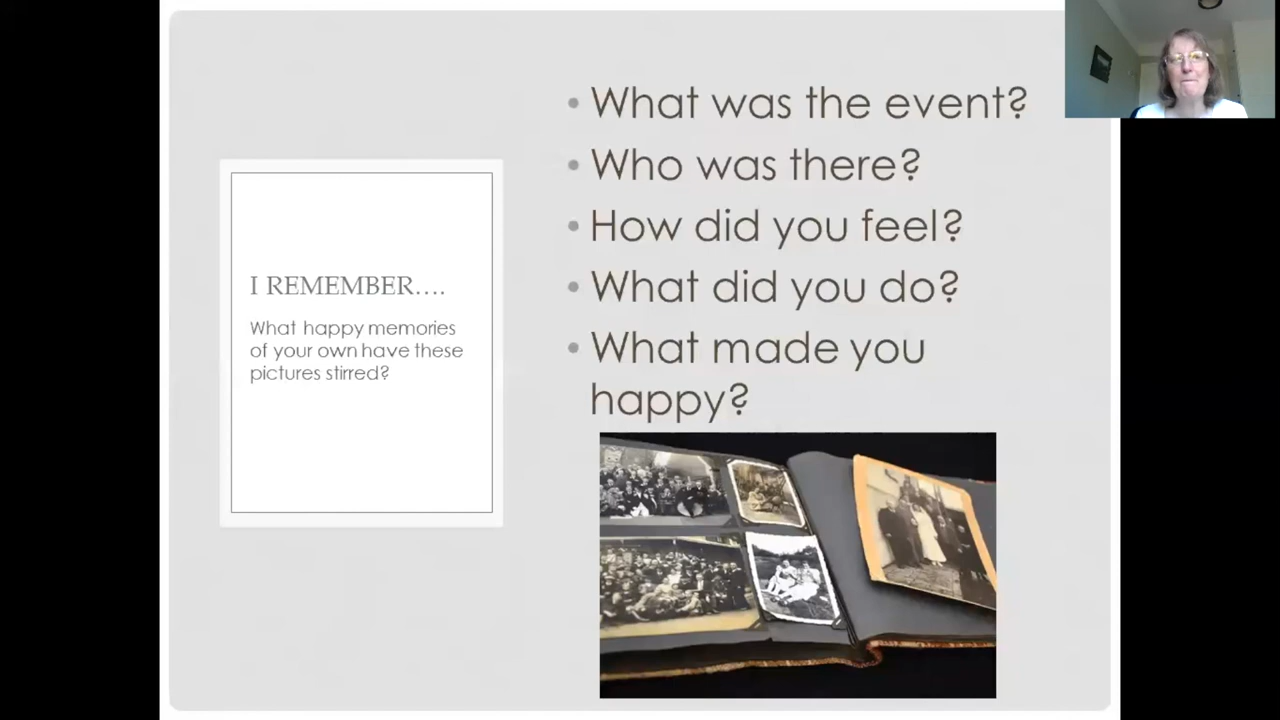 I REMEMBER....
What happy memories
of your own have these
pictures stirred?
• What was the event?
• Who was there?
• How did you feel?
• What did you do?
• What made you
happy?